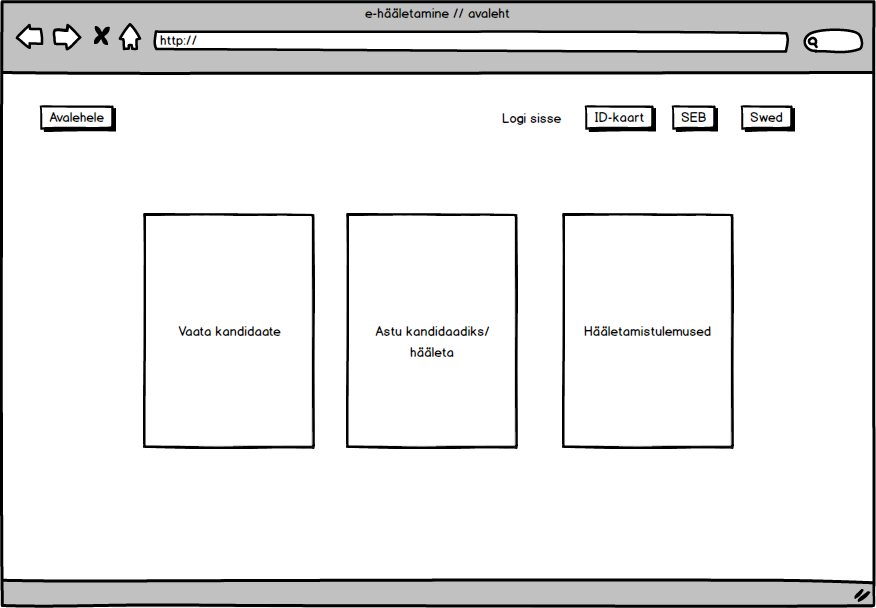 e-hääletamine // avaleht
http://
Avalehele
Logi sisse
ID-kaart
SEB
Swed
Vaata kandidaate
Astu kandidaadiks/
hääleta
Hääletamistulemused